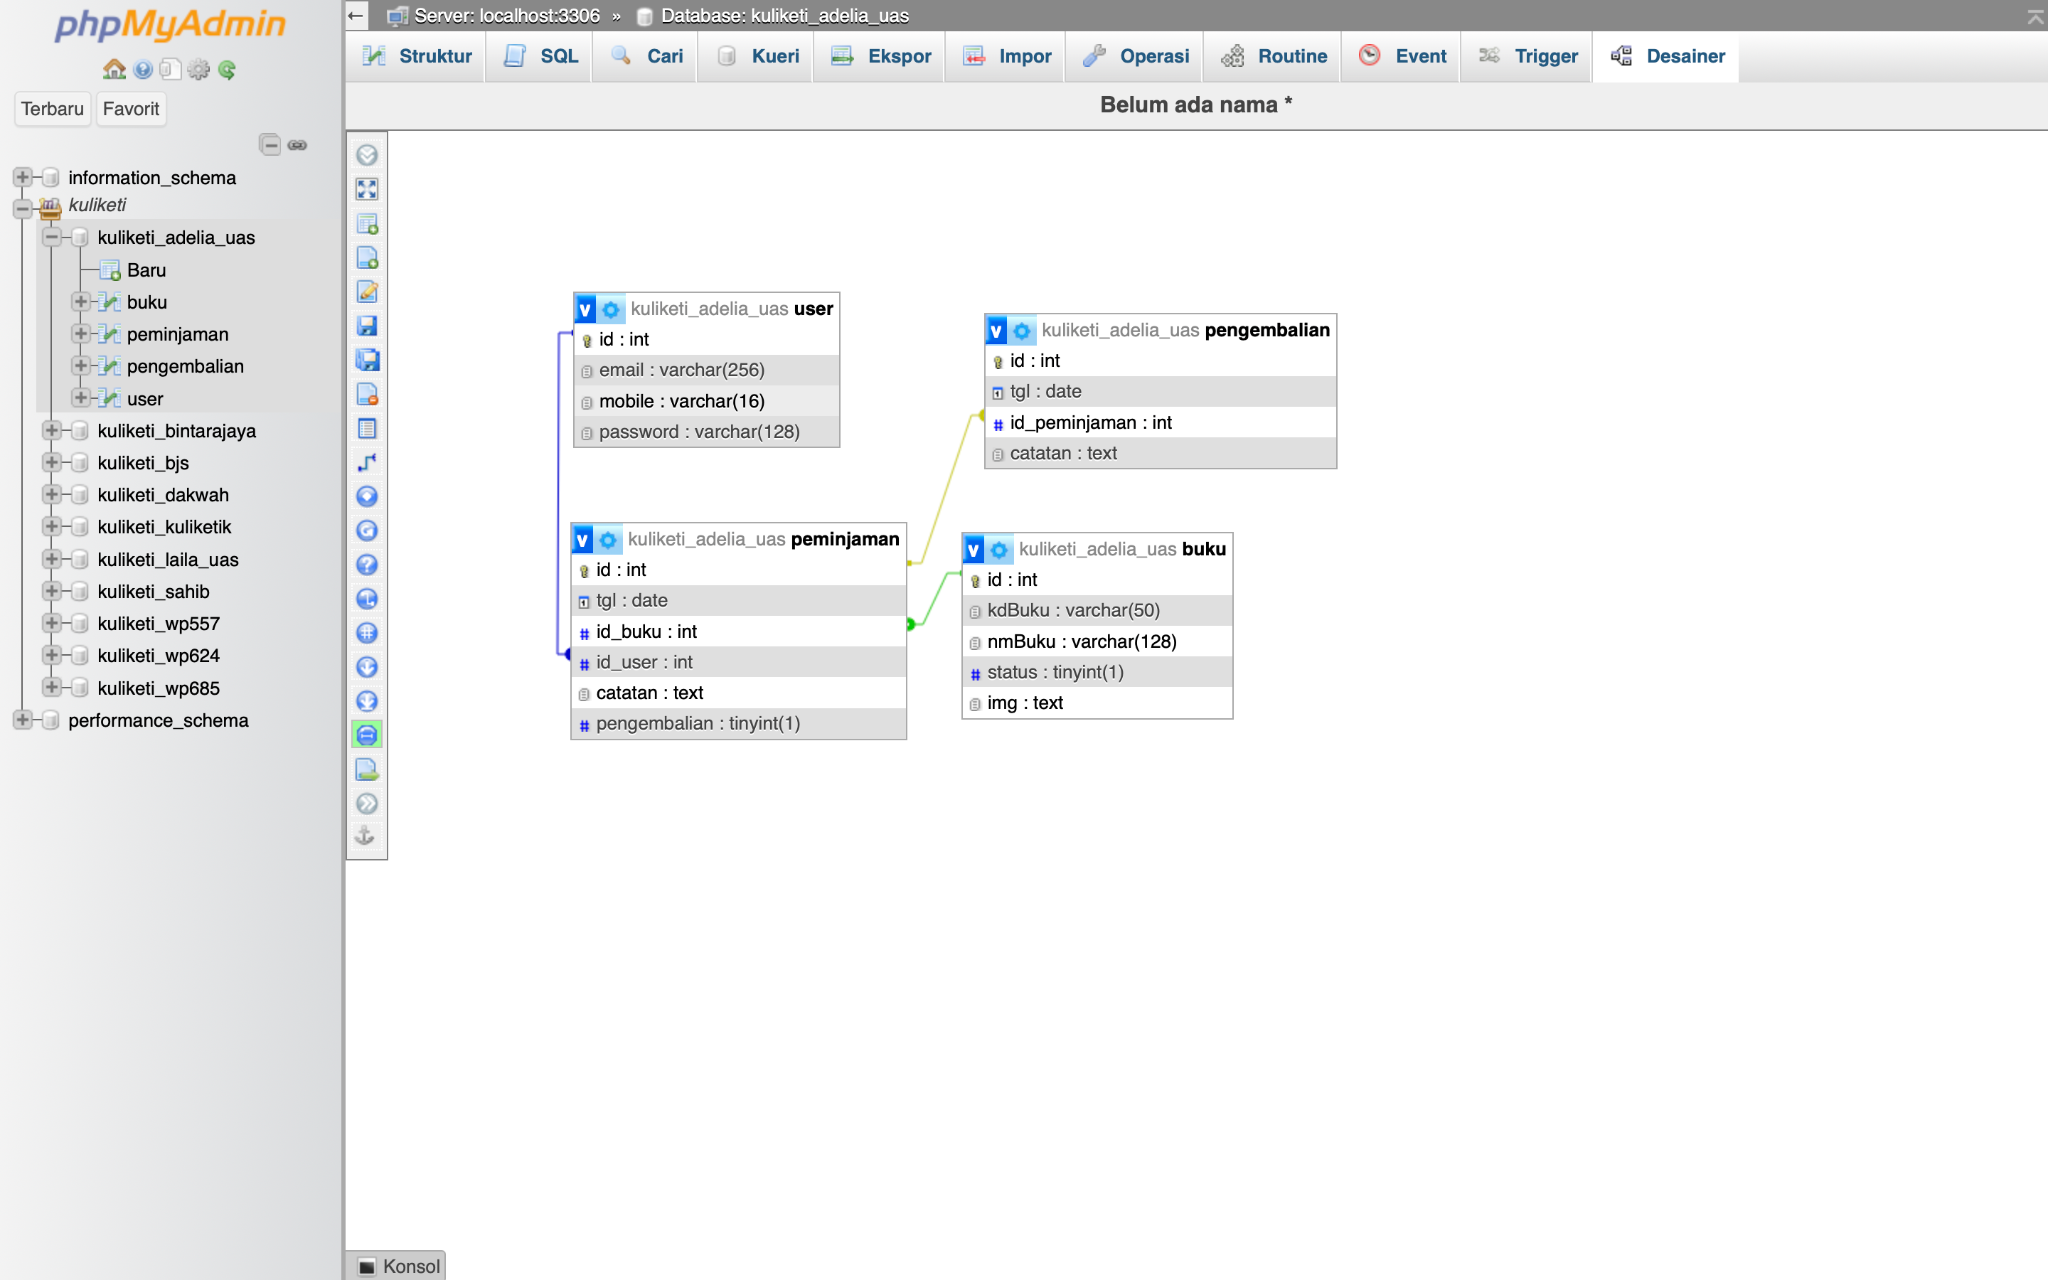 phpMyAdmin
Terbaru Favorit
information_schema
kuliketi
kuliketi_adelia_uas
Baru
buku
peminjaman
pengembalian
user
kuliketi_bintarajaya
kuliketi_bjs
kuliketi_dakwah
kuliketi_kuliketik
kuliketi_laila_uas
kuliketi_sahib
kuliketi_wp557
kuliketi_wp624
kuliketi_wp685
performance_schema
Server: localhost:3306 » Database: kuliketi_adelia_uas
Struktur SQL Cari Kueri Ekspor Impor Operasi Routine Event Trigger Desainer
Belum ada nama *
v kuliketi_adelia_uas user
id : int
email : varchar(256)
mobile : varchar(16)
password : varchar(128)
v kuliketi_adelia_uas pengembalian
id : int
tgl : date
# id_peminjaman : int
catatan : text
v kuliketi_adelia_uas peminjaman
id : int
tgl : date
# id_buku : int
# id_user : int
catatan : text
# pengembalian : tinyint(1)
v kuliketi_adelia_uas buku
id : int
kdBuku : varchar(50)
nmBuku : varchar(128)
# status : tinyint(1)
img : text
Konsol